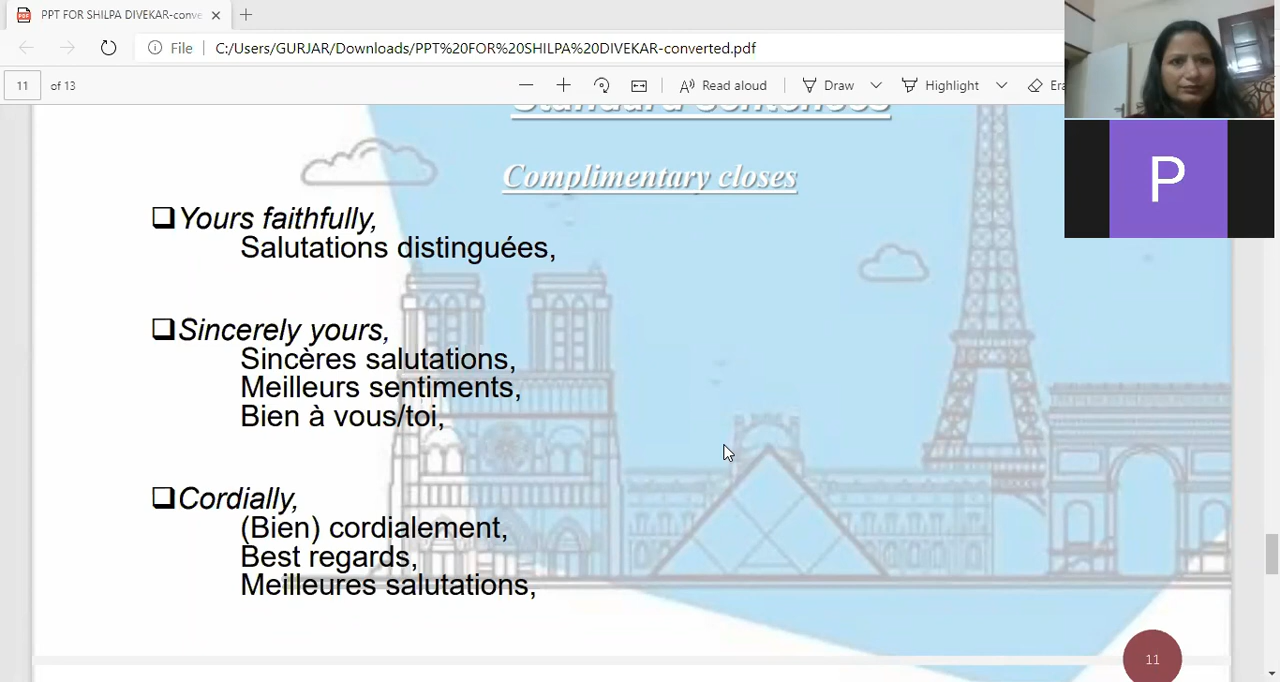 PPT FOR SHILPA DIVEKAR-conve
File C:/Users/GURJAR/Downloads/PPT%20FOR%20SHILPA%20DIVEKAR-converted.pdf
11 of 13 Read aloud Draw Highlight Era
Standard sentences
Complimentary closes
Yours faithfully,
Salutations distinguées,
Sincerely yours,
Sincères salutations,
Meilleurs sentiments,
Bien à vous/toi,
Cordially,
(Bien) cordialement,
Best regards,
Meilleures salutations,
11
P